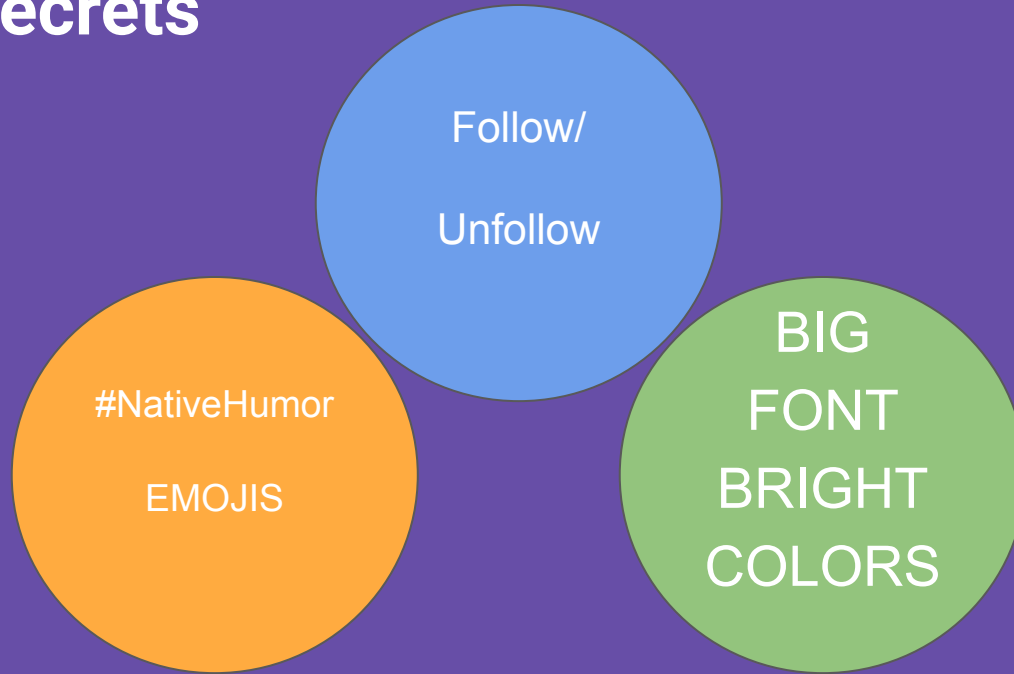 ecrets
Follow/
Unfollow
#NativeHumor
EMOJIS
BIG
FONT
BRIGHT
COLORS